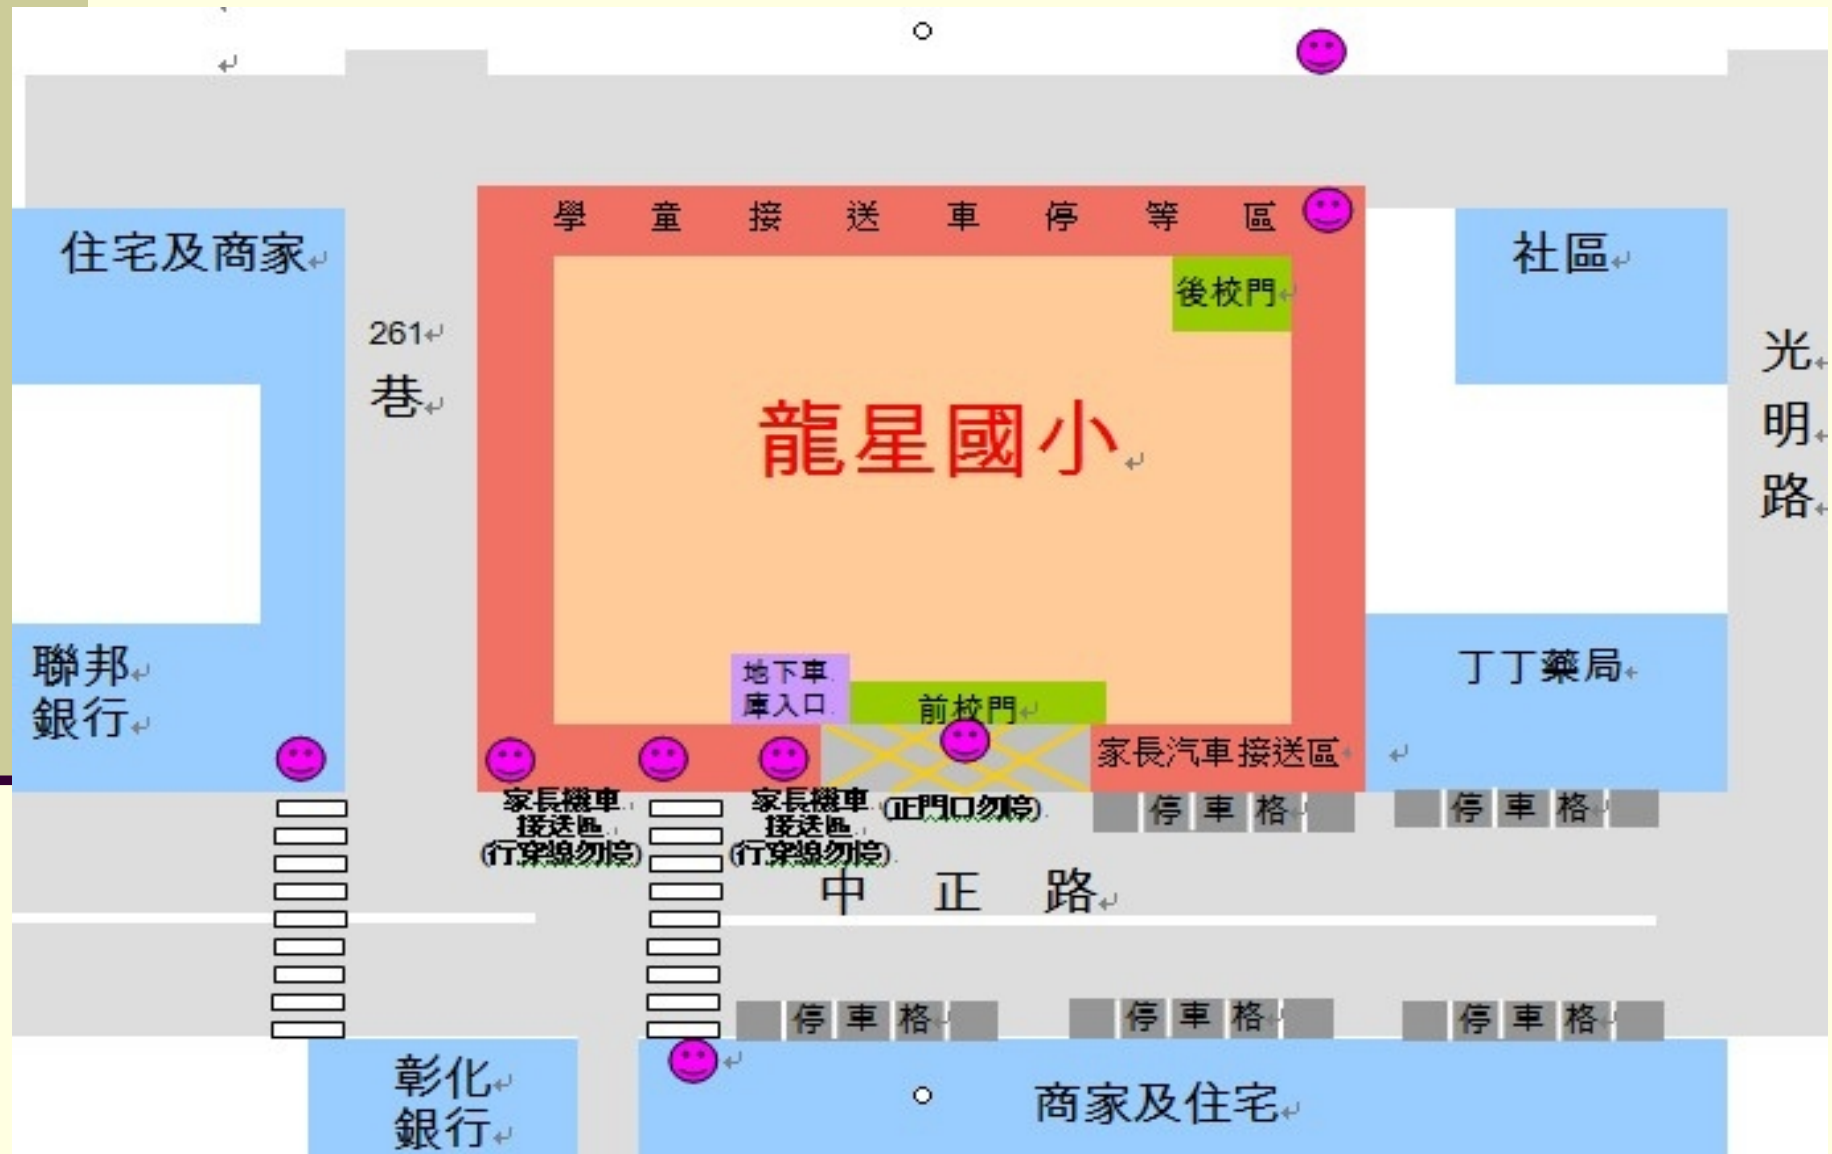 學童接送車停等區
住宅及商家
後校門
社區
261
巷
光
明
路
龍星國小
聯邦
銀行
地下車
庫入口
前校門
丁丁藥局
家長汽車接送區
家長機車
接送區
(行穿線勿停)
家長機車
接送區
(行穿線勿停)
(正門口勿停)
停車格
停車格
中正路
停車格
停車格
停車格
彰化
銀行
商家及住宅